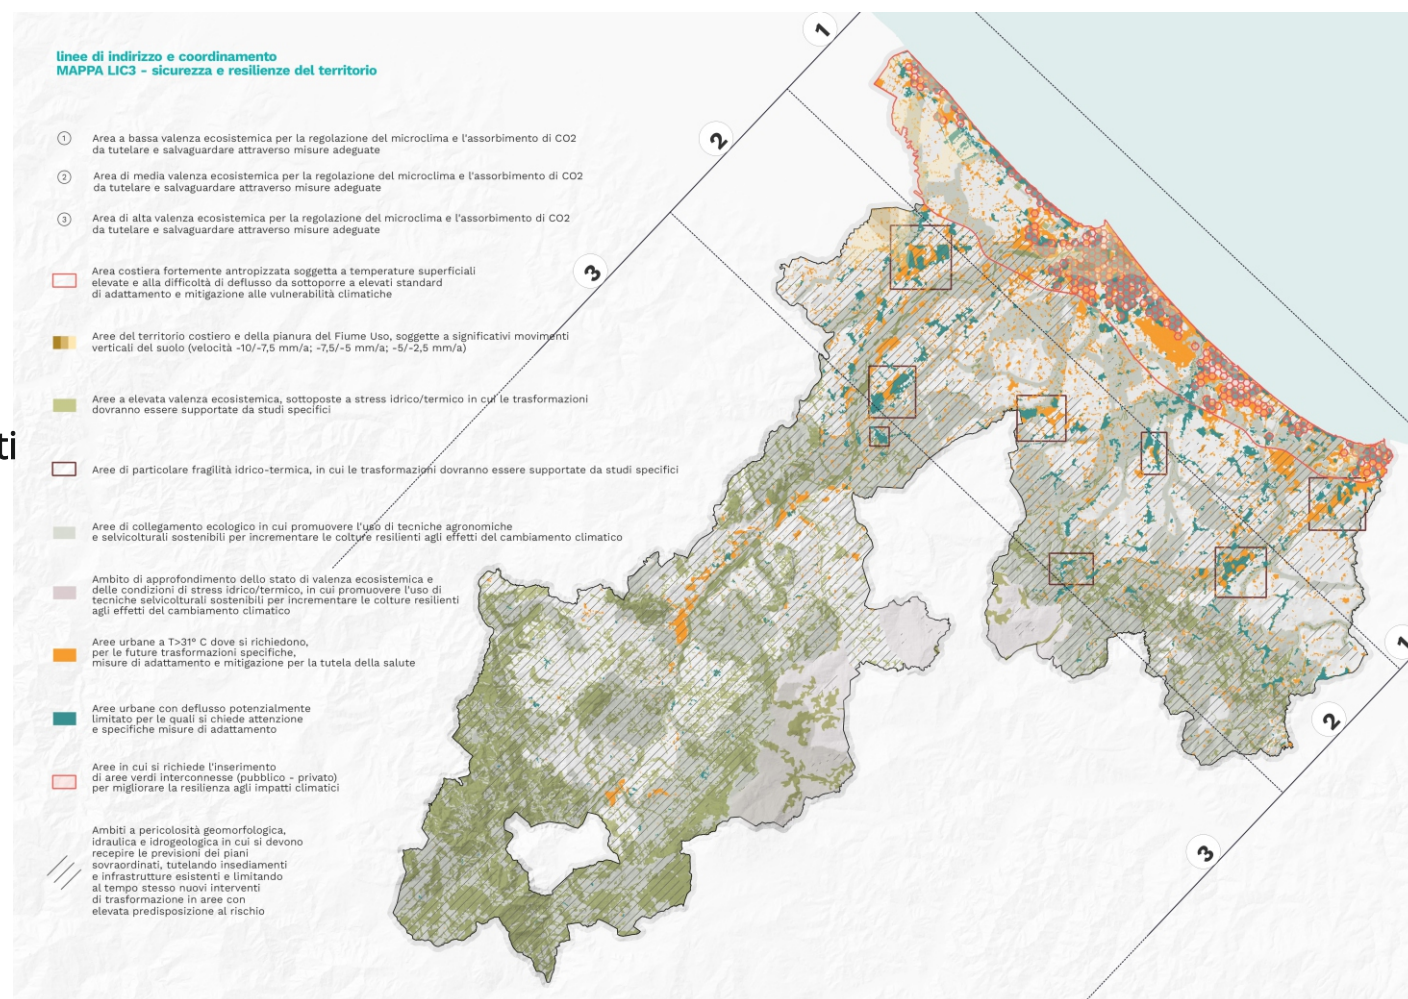 linee di indirizzo e coordinamento
MAPPA LIC3 - sicurezza e resilienze del territorio
1
Area a bassa valenza ecosistemica per la regolazione del microclima e l'assorbimento di CO2
da tutelare e salvaguardare attraverso misure adeguate
2
Area di media valenza ecosistemica per la regolazione del microclima e l'assorbimento di CO2
da tutelare e salvaguardare attraverso misure adeguate
3
Area di alta valenza ecosistemica per la regolazione del microclima e l'assorbimento di CO2
da tutelare e salvaguardare attraverso misure adeguate
Area costiera fortemente antropizzata soggetta a temperature superficiali
elevate e alla difficoltà di deflusso da sottoporre a elevati standard
di adattamento e mitigazione alle vulnerabilità climatiche
Aree del territorio costiero e della pianura del Fiume Uso, soggette a significativi movimenti
verticali del suolo (velocità -10/-7,5 mm/a; -7,5/-5 mm/a; -5/-2,5 mm/a)
Aree a elevata valenza ecosistemica, sottoposte a stress idrico/termico in cui le trasformazioni
dovranno essere supportate da studi specifici
ti
Aree di particolare fragilità idrico-termica, in cui le trasformazioni dovranno essere supportate da studi specifici
Aree di collegamento ecologico in cui promuovere l'uso di tecniche agronomiche
e selvicolturali sostenibili per incrementare le colture resilienti agli effetti del cambiamento climatico
Ambito di approfondimento dello stato di valenza ecosistemica e
delle condizioni di stress idrico/termico, in cui promuovere l'uso di
tecniche selvicolturali sostenibili per incrementare le colture resilienti
agli effetti del cambiamento climatico
Aree urbane a T>31° C dove si richiedono,
per le future trasformazioni specifiche,
misure di adattamento e mitigazione per la tutela della salute
Aree urbane con deflusso potenzialmente
limitato per le quali si chiede attenzione
e specifiche misure di adattamento
Aree in cui si richiede l'inserimento
di aree verdi interconnesse (pubblico - privato)
per migliorare la resilienza agli impatti climatici
Ambiti a pericolosità geomorfologica,
idraulica e idrogeologica in cui si devono
recepire le previsioni dei piani
sovraordinati, tutelando insediamenti
e infrastrutture esistenti e limitando
al tempo stesso nuovi interventi
di trasformazione in aree con
elevata predisposizione al rischio
1
2
3
1
2
3